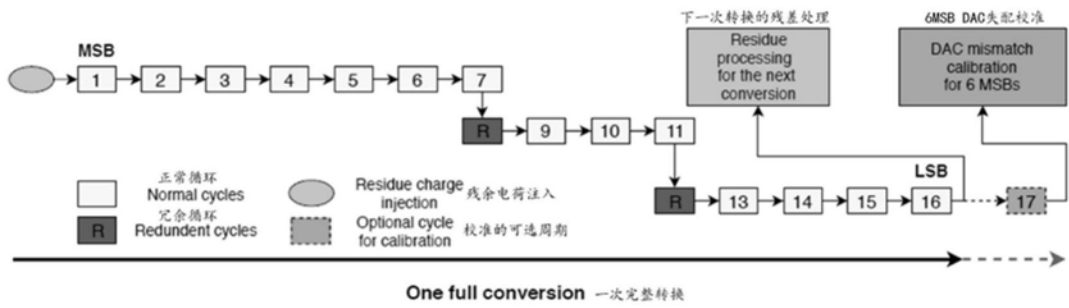 下一次转换的残差处理
6MSB DAC失配校准
MSB
Residue
processing
for the next
conversion
DAC mismatch
calibration
for 6 MSBs
1
2
3
4
5
6
7
R
9
10
11
LSB
R
13
14
15
16
17
正常循环
Normal cycles
Residue charge
injection
残余电荷注入
冗余循环
R
Redundent cycles
Optional cycle
for calibration
校准的可选周期
One full conversion 一次完整转换